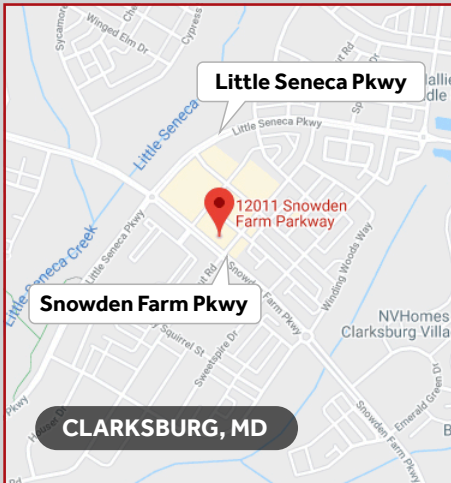 Sycamore
Winged Elm Dr
Cypress
Little Seneca Pkwy
Little Seneca
Little Seneca Pkwy
12011 Snowden
Farm Parkway
Little Seneca Pkwy
Little Seneca Creek
Winding Woods Way
Snowden Farm Pkwy
Snowden Farm Pkwy
NVHomes
Clarksburg Villa
Squirrel St
Sweetspire Dr
Emerald Green Dr
Snowden Farm Pkwy
Pkwy
CLARKSBURG, MD